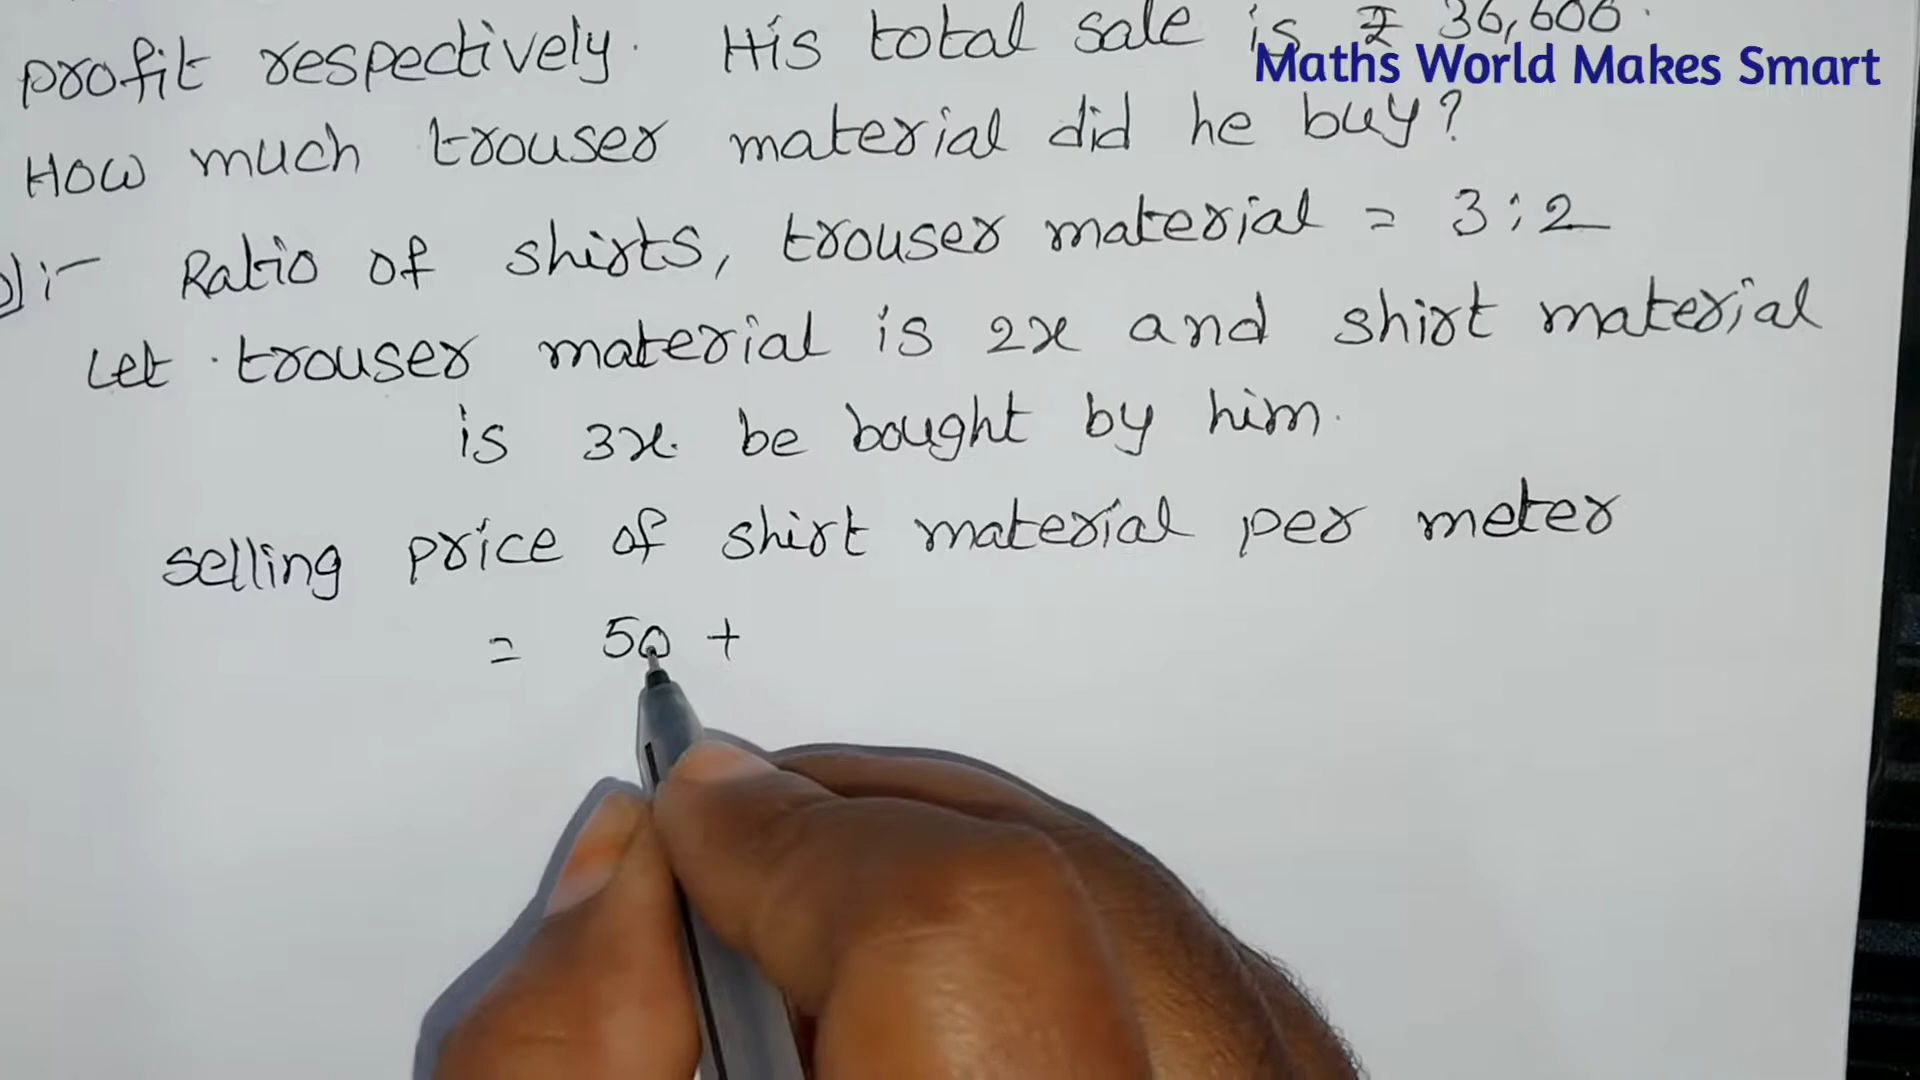 profit respectively. His total sale is ₹ 36,606.
Maths World Makes Smart
How much trouser material did he buy?
Ratio of shirts, trouser material = 3:2
Let trouser material is 2x and shirt material
is 3x. be bought by him.
selling price of shirt material per meter
= 50 +